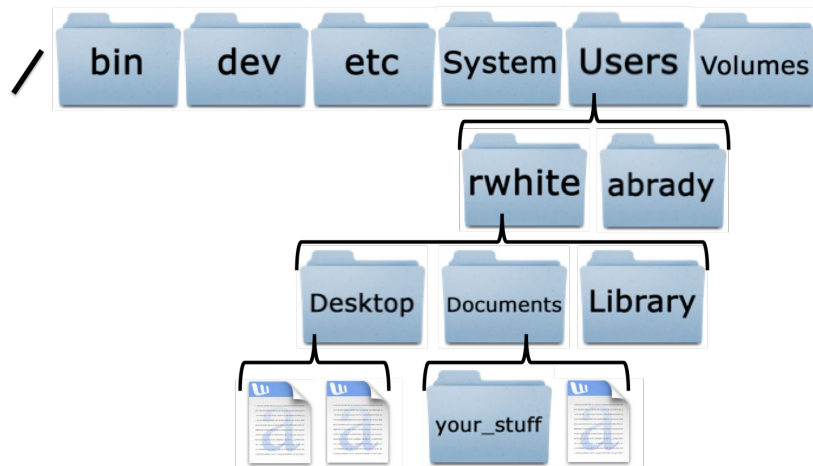 / bin dev etc System Users Volumes
rwhite abrady
Desktop Documents Library
your_stuff